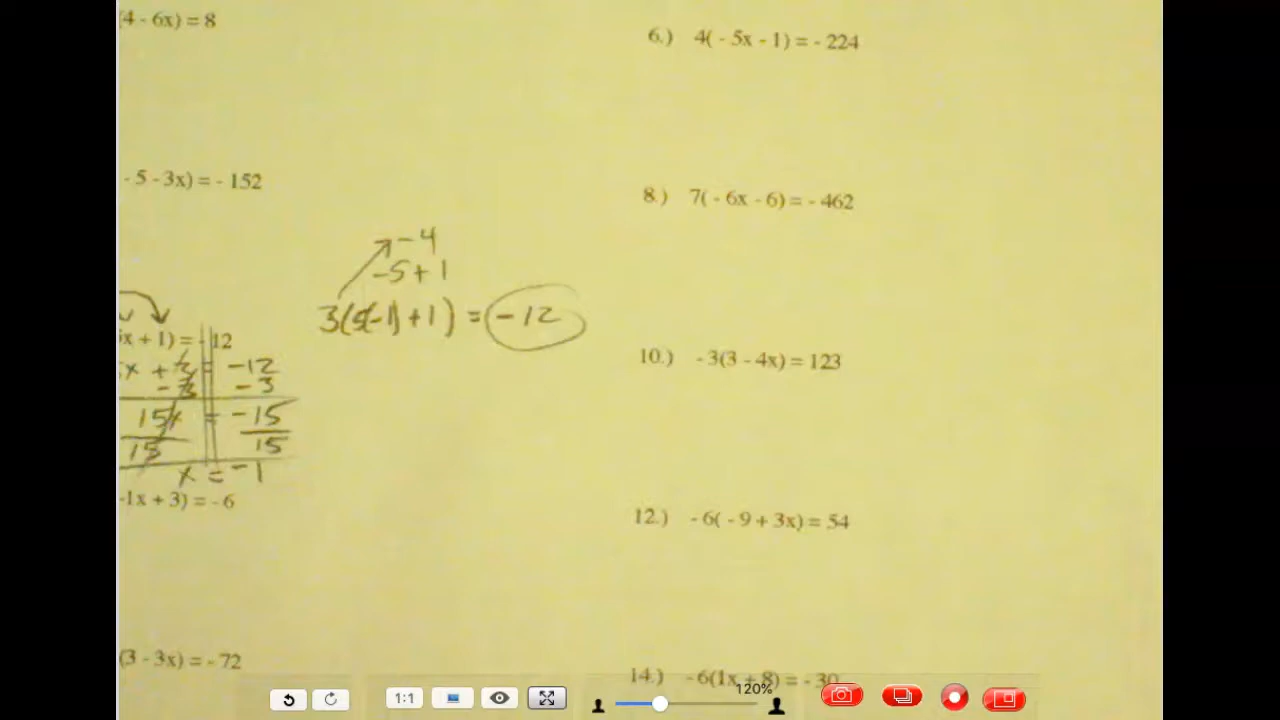 (4 - 6x) = 8
6.) 4( - 5x - 1) = - 224
- 5 - 3x) = - 152
8.) 7( - 6x - 6) = - 462
-4
-5 + 1
3(5(-1) + 1) = -12
x + 1) = - 12
10.) - 3(3 - 4x) = 123
x + 3 = -12
- 3 - 3
15x = -15
15 15
x = -1
-1x + 3) = - 6
12.) - 6( - 9 + 3x) = 54
(3 - 3x) = - 72
14.) - 6(1x + 8) = - 30
1:1
120%